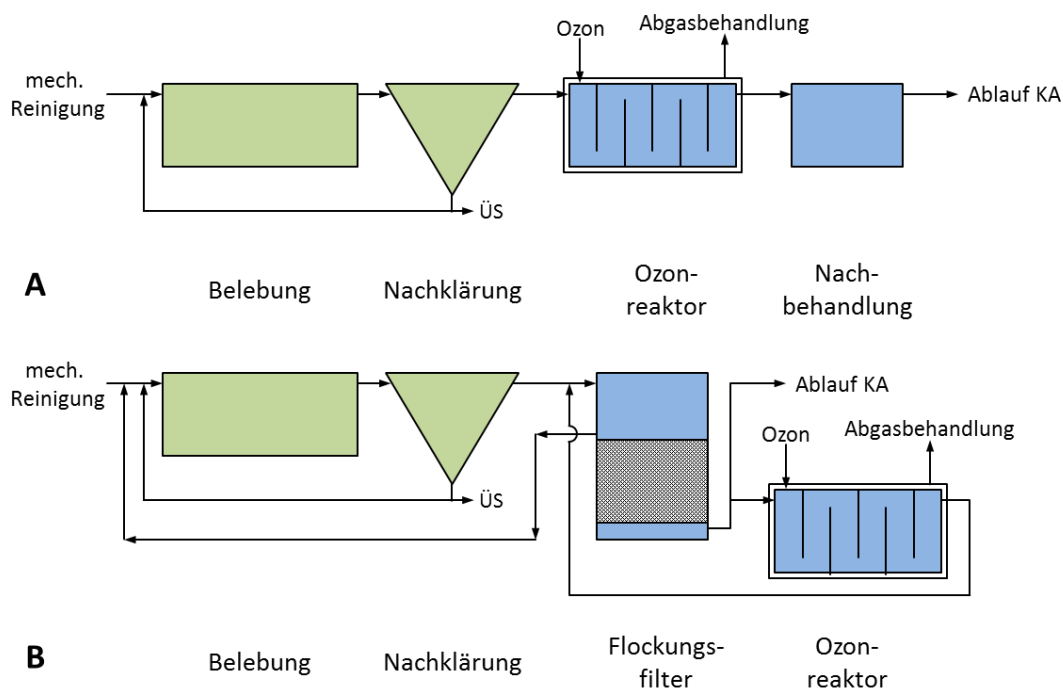 Ozon
Abgasbehandlung
mech.
Reinigung
Ablauf KA
ÜS
A
Belebung
Nachklärung
Ozon-
reaktor
Nach-
behandlung
mech.
Reinigung
Ablauf KA
Ozon
Abgasbehandlung
ÜS
B
Belebung
Nachklärung
Flockungs-
filter
Ozon-
reaktor